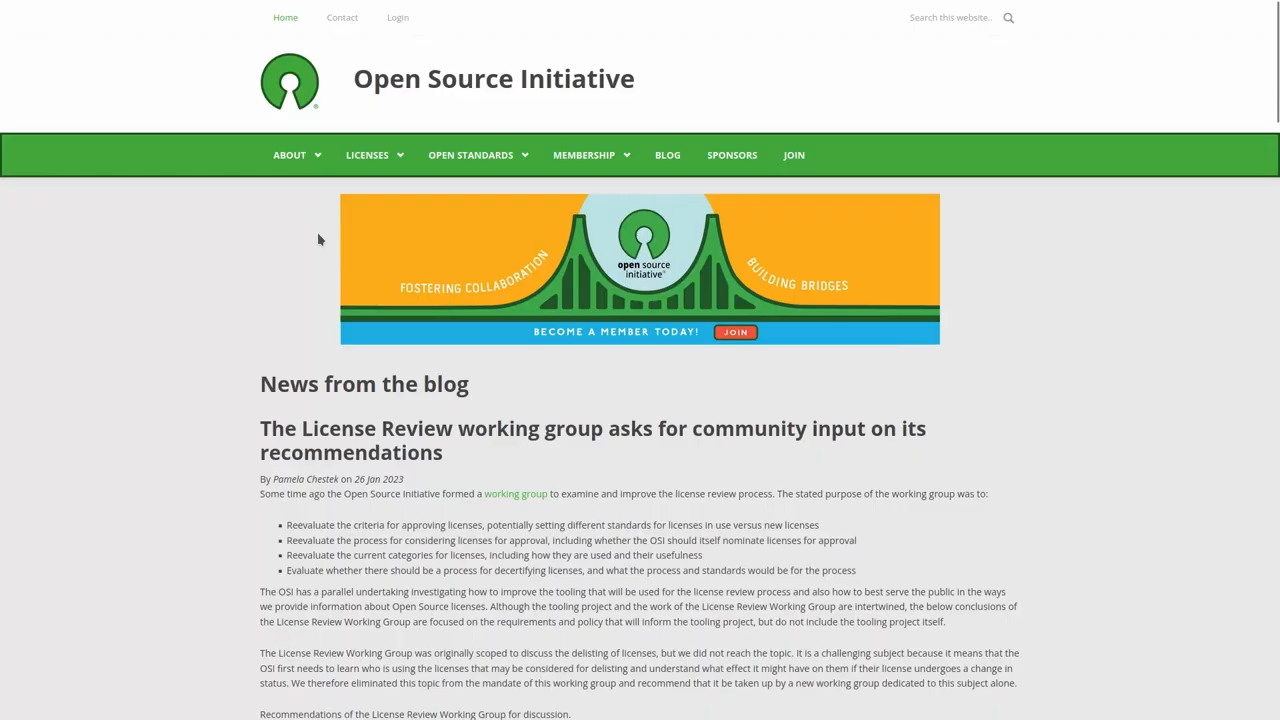 Home Contact Login Search this website..
Open Source Initiative
®
ABOUT LICENSES OPEN STANDARDS MEMBERSHIP BLOG SPONSORS JOIN
FOSTERING COLLABORATION
open source
initiative®
BUILDING BRIDGES
BECOME A MEMBER TODAY! JOIN
News from the blog
The License Review working group asks for community input on its
recommendations
By Pamela Chestek on 26 Jan 2023
Some time ago the Open Source Initiative formed a working group to examine and improve the license review process. The stated purpose of the working group was to:
▪ Reevaluate the criteria for approving licenses, potentially setting different standards for licenses in use versus new licenses
▪ Reevaluate the process for considering licenses for approval, including whether the OSI should itself nominate licenses for approval
▪ Reevaluate the current categories for licenses, including how they are used and their usefulness
▪ Evaluate whether there should be a process for decertifying licenses, and what the process and standards would be for the process
The OSI has a parallel undertaking investigating how to improve the tooling that will be used for the license review process and also how to best serve the public in the ways
we provide information about Open Source licenses. Although the tooling project and the work of the License Review Working Group are intertwined, the below conclusions of
the License Review Working Group are focused on the requirements and policy that will inform the tooling project, but do not include the tooling project itself.
The License Review Working Group was originally scoped to discuss the delisting of licenses, but we did not reach the topic. It is a challenging subject because it means that the
OSI first needs to learn who is using the licenses that may be considered for delisting and understand what effect it might have on them if their license undergoes a change in
status. We therefore eliminated this topic from the mandate of this working group and recommend that it be taken up by a new working group dedicated to this subject alone.
Recommendations of the License Review Working Group for discussion.